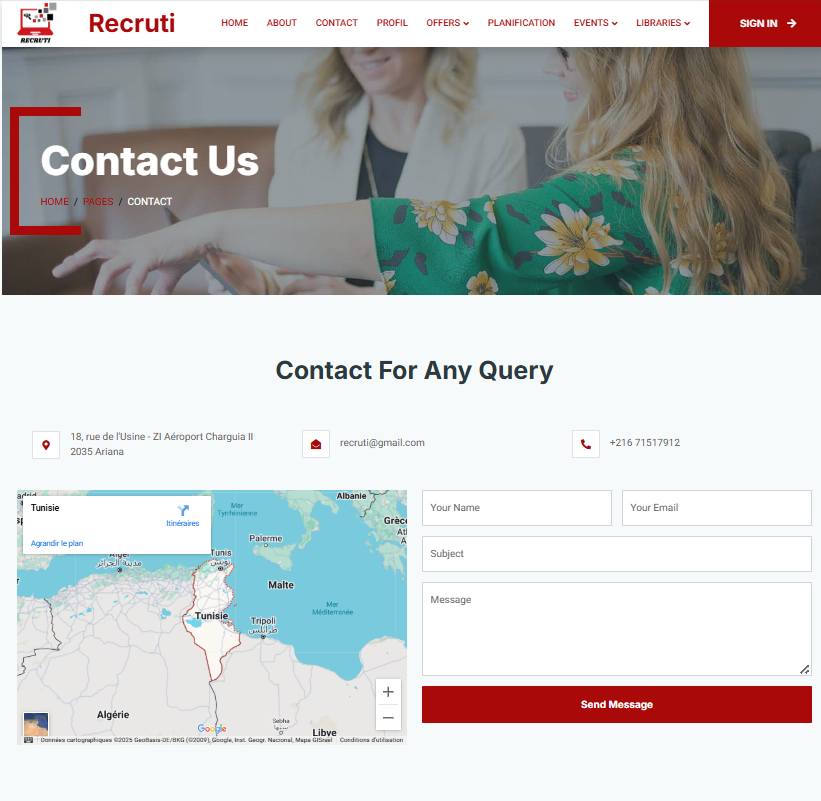 RECRUTI
Recruti
HOME ABOUT CONTACT PROFIL OFFERS PLANIFICATION EVENTS LIBRARIES SIGN IN
Contact Us
HOME / PAGES / CONTACT
Contact For Any Query
18, rue de l'Usine - ZI Aéroport Charguia II
2035 Ariana
recruti@gmail.com
+216 71517912
Tunisie
Itinéraires
Agrandir le plan
Mer
Tyrrhénienne
Albanie
Grèce
Palerme
Alger
مدينة الجزائر
Tunis
تونس
Malte
Mer
Méditerranée
Tunisie
Tripoli
طرابلس
Algérie
Sebha
سبها
Libye
Google
Données cartographiques ©2025 GeoBasis-DE/BKG (©2009), Google, Inst. Geogr. Nacional, Mapa GISrael Conditions d'utilisation
Your Name
Your Email
Subject
Message
Send Message